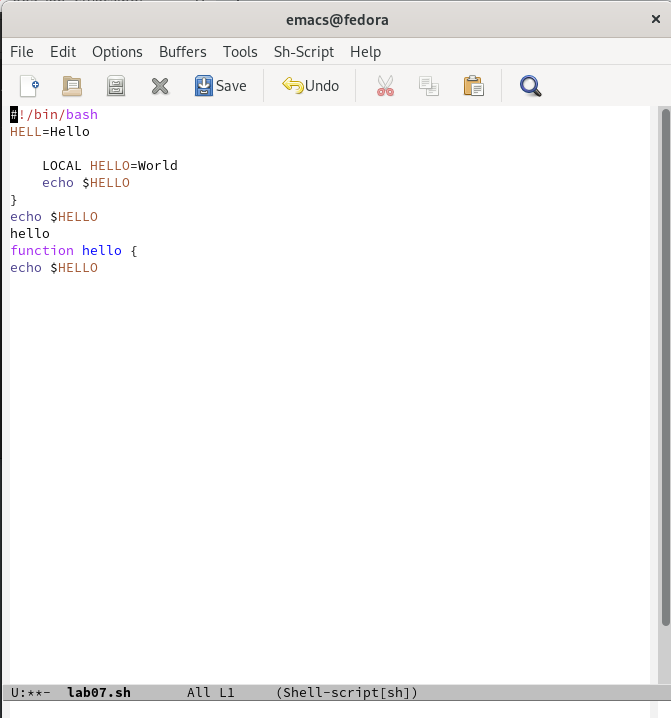 emacs@fedora
File Edit Options Buffers Tools Sh-Script Help
Save Undo
#!/bin/bash
HELL=Hello
LOCAL HELLO=World
echo $HELLO
}
echo $HELLO
hello
function hello {
echo $HELLO
U:**- lab07.sh All L1 (Shell-script[sh])